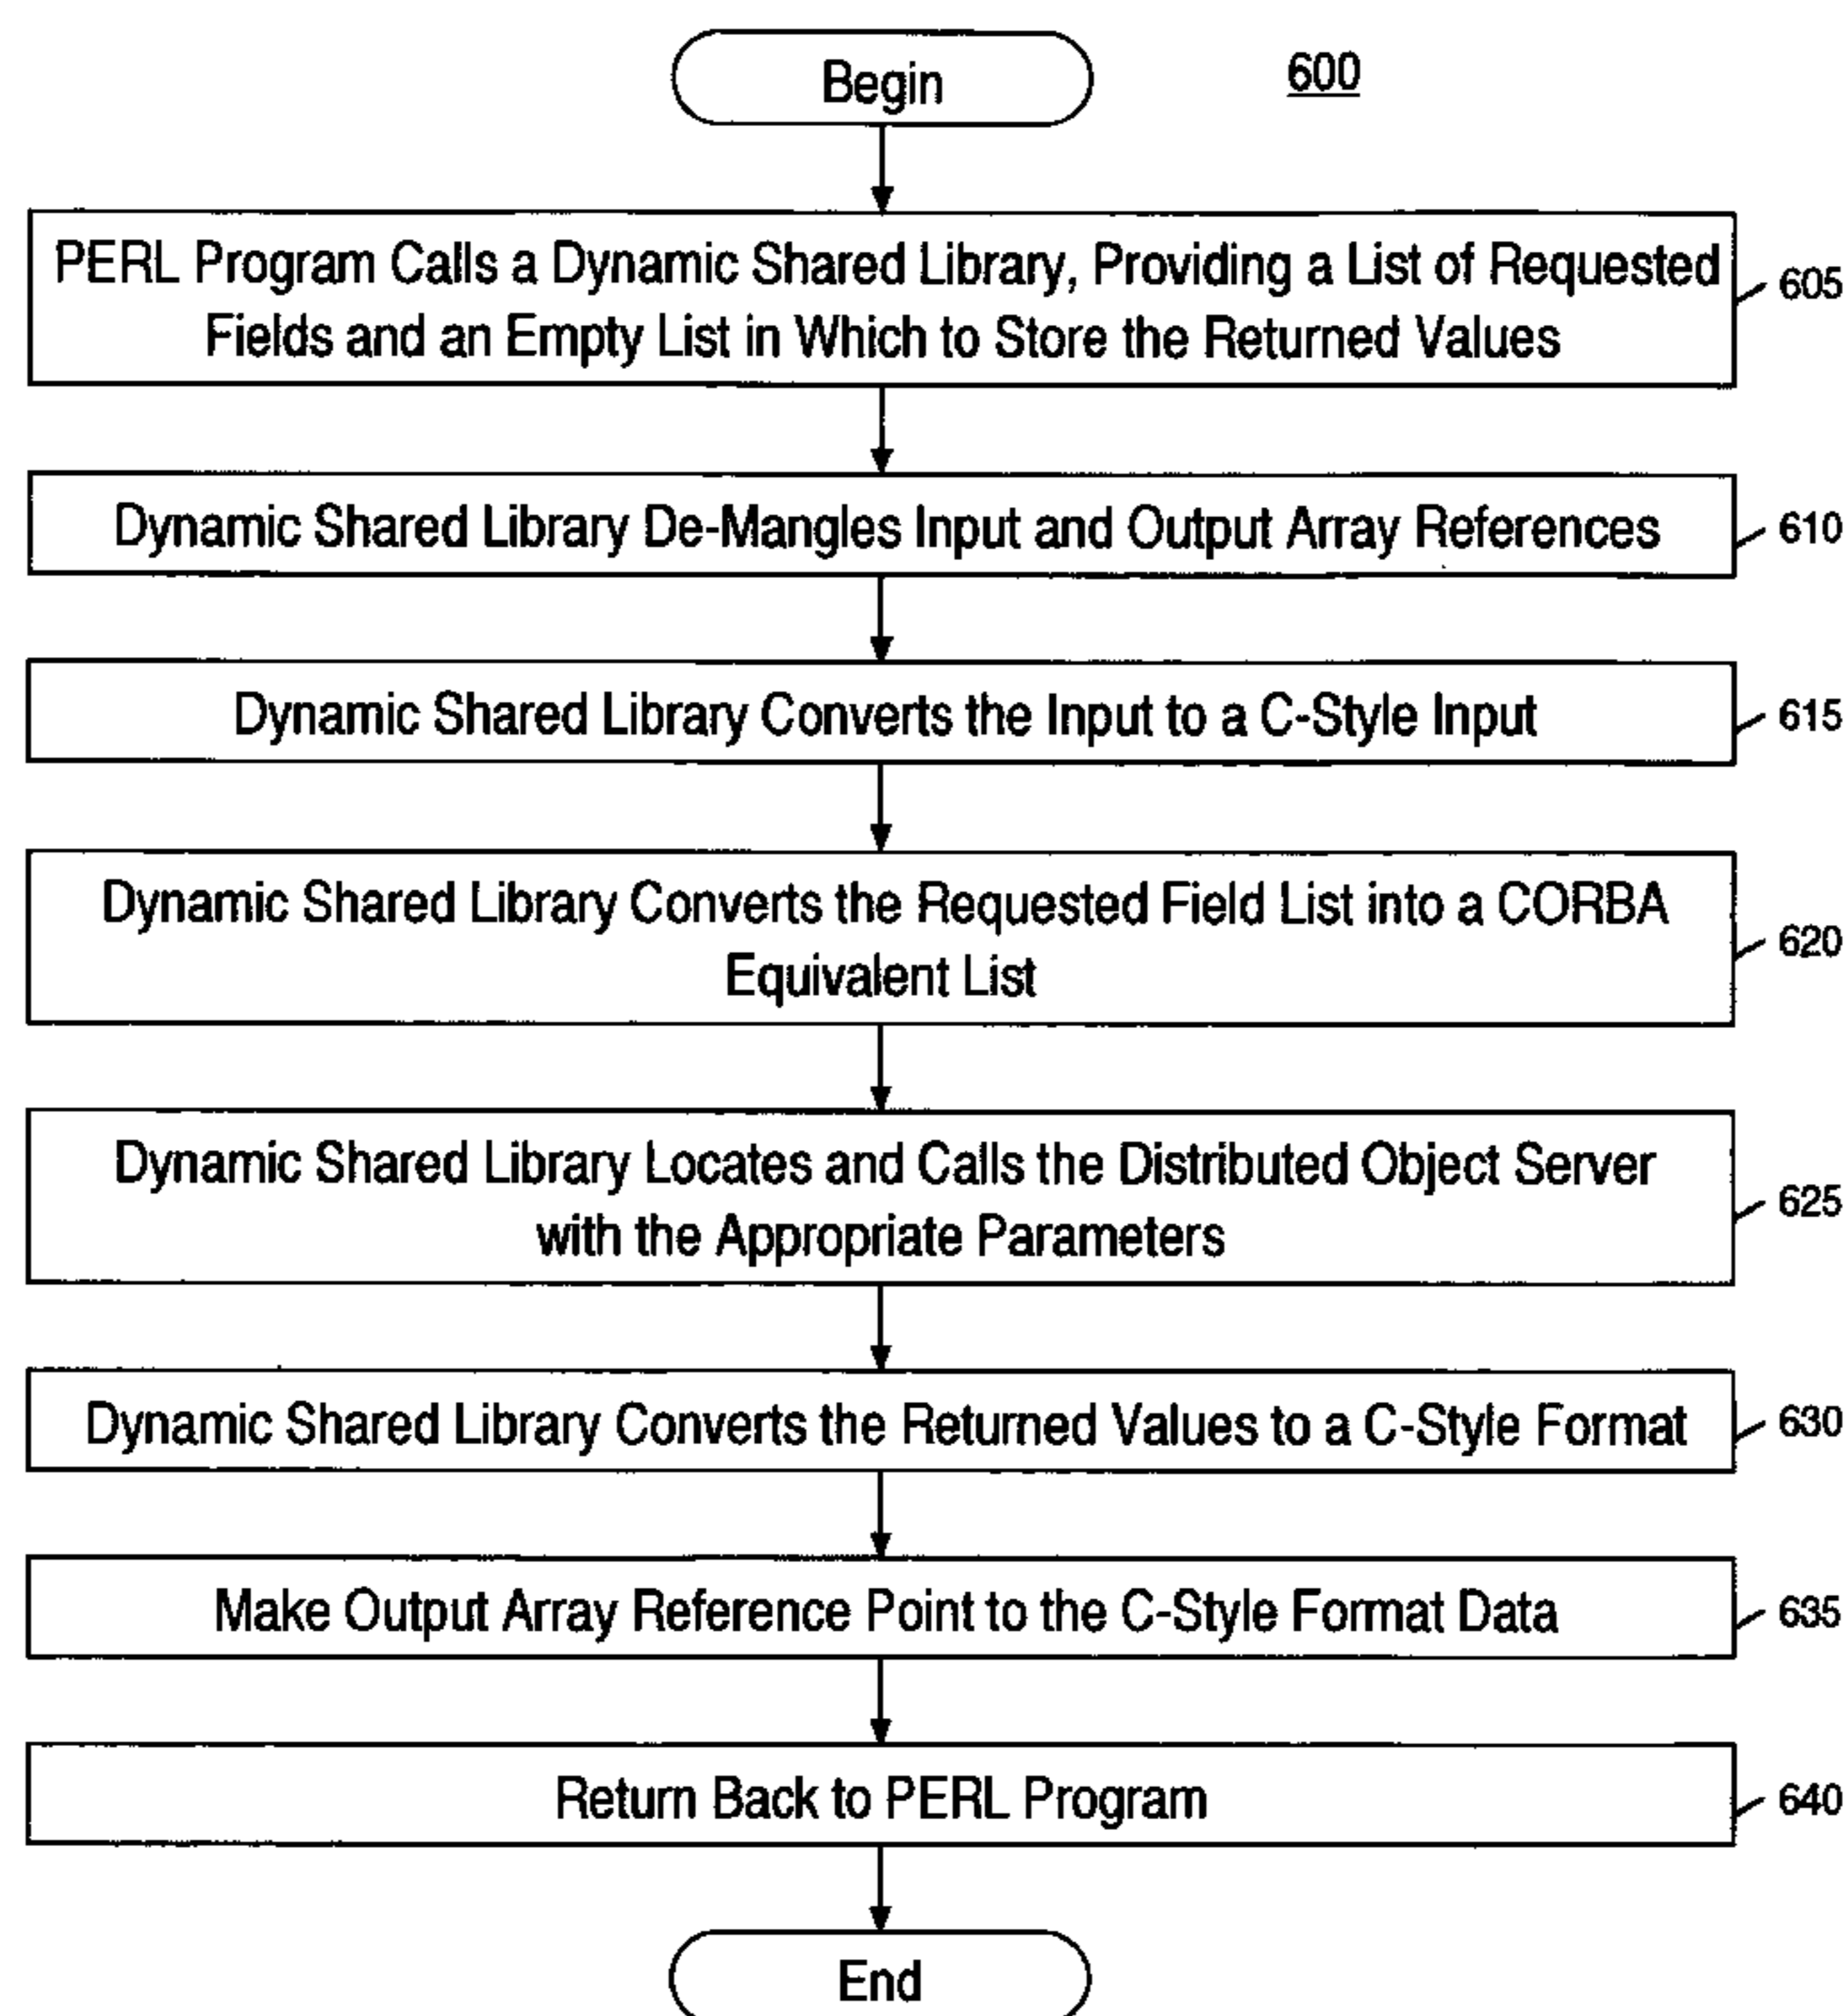 Begin
600
PERL Program Calls a Dynamic Shared Library, Providing a List of Requested
Fields and an Empty List in Which to Store the Returned Values
605
Dynamic Shared Library De-Mangles Input and Output Array References
610
Dynamic Shared Library Converts the Input to a C-Style Input
615
Dynamic Shared Library Converts the Requested Field List into a CORBA
Equivalent List
620
Dynamic Shared Library Locates and Calls the Distributed Object Server
with the Appropriate Parameters
625
Dynamic Shared Library Converts the Returned Values to a C-Style Format
630
Make Output Array Reference Point to the C-Style Format Data
635
Return Back to PERL Program
640
End